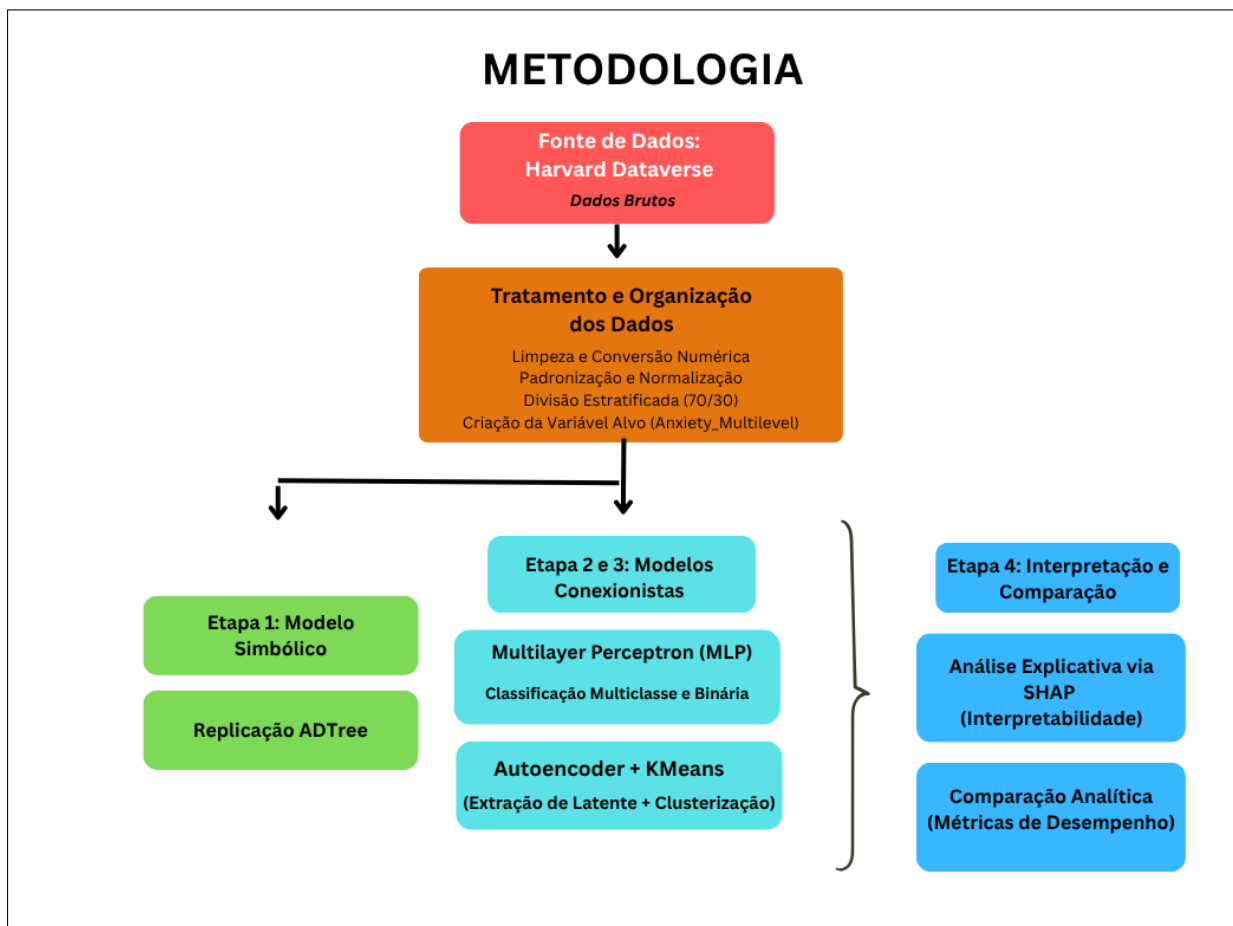 METODOLOGIA
Fonte de Dados:
Harvard Dataverse
Dados Brutos
Tratamento e Organização
dos Dados
Limpeza e Conversão Numérica
Padronização e Normalização
Divisão Estratificada (70/30)
Criação da Variável Alvo (Anxiety_Multilevel)
Etapa 1: Modelo
Simbólico
Replicação ADTree
Etapa 2 e 3: Modelos
Conexionistas
Multilayer Perceptron (MLP)
Classificação Multiclasse e Binária
Autoencoder + KMeans
(Extração de Latente + Clusterização)
Etapa 4: Interpretação e
Comparação
Análise Explicativa via
SHAP
(Interpretabilidade)
Comparação Analítica
(Métricas de Desempenho)